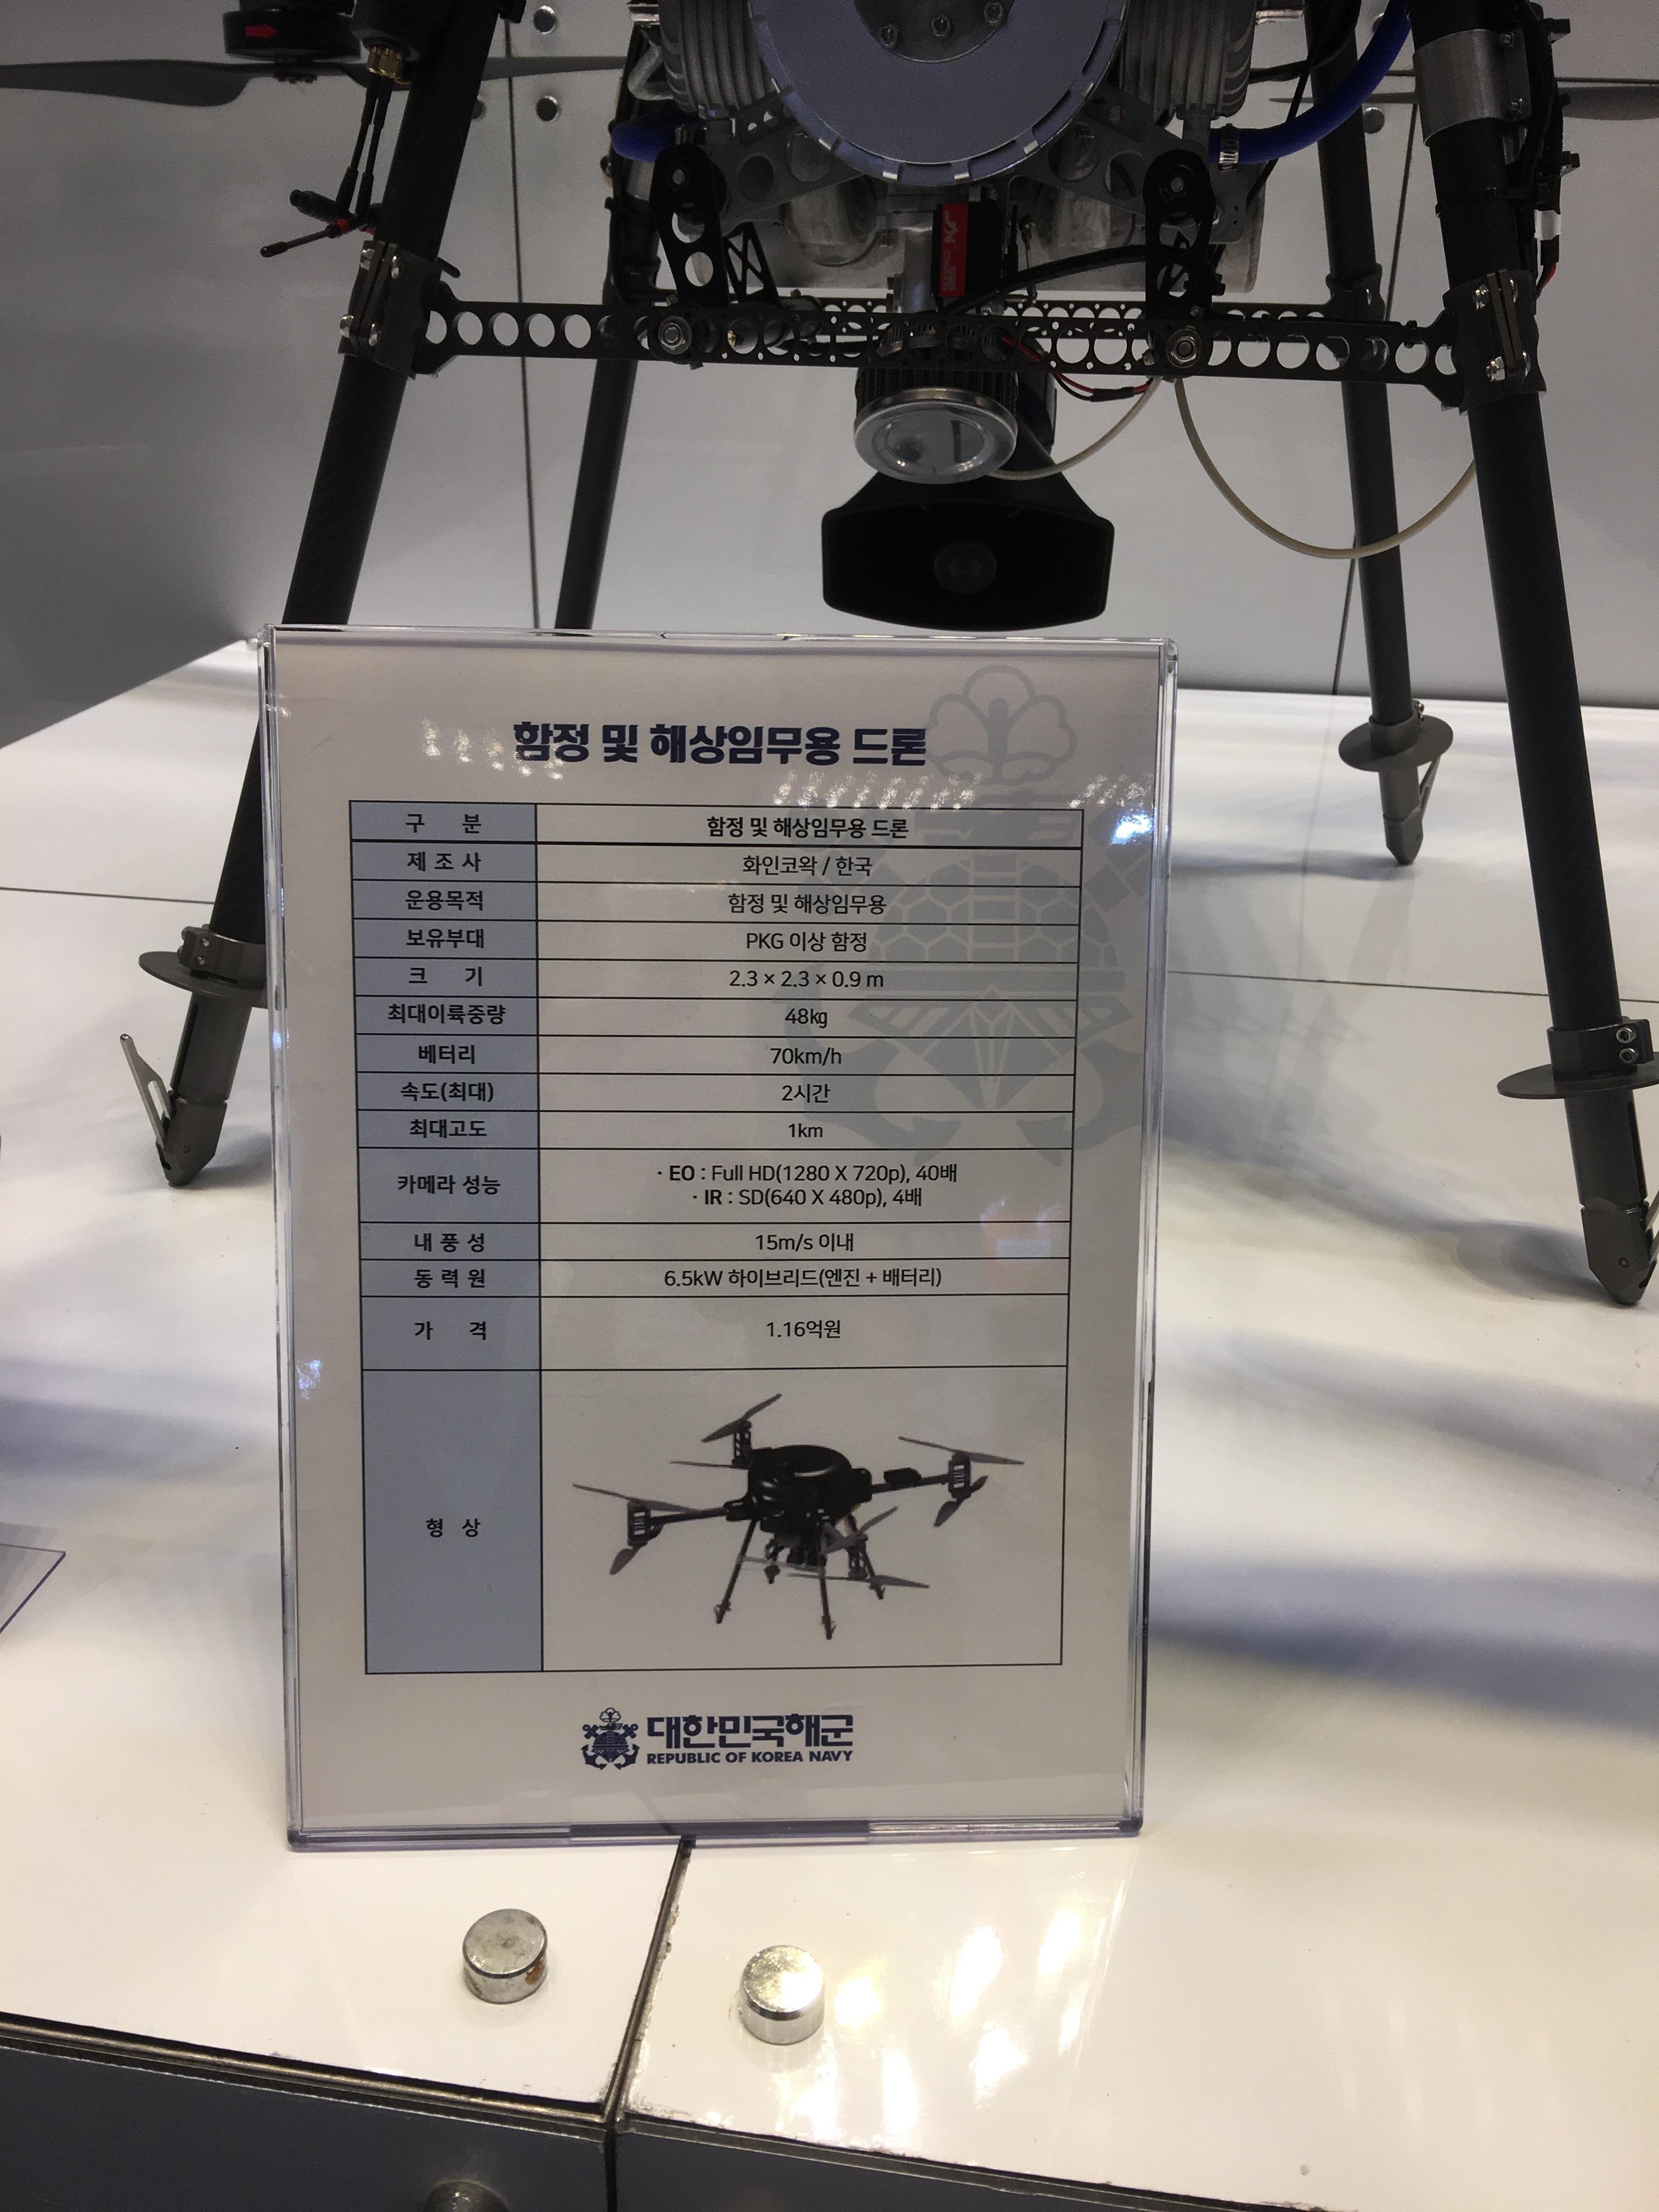 함정 및 해상임무용 드론
구 분 함정 및 해상임무용 드론
제 조 사 화인코왁 / 한국
운용목적 함정 및 해상임무용
보유부대 PKG 이상 함정
크 기 2.3 × 2.3 × 0.9 m
최대이륙중량 48kg
베터리 70km/h
속도(최대) 2시간
최대고도 1km
카메라 성능 · EO : Full HD(1280 X 720p), 40배
· IR : SD(640 X 480p), 4배
내 풍 성 15m/s 이내
동 력 원 6.5kW 하이브리드(엔진 + 배터리)
가 격 1.16억원
형 상
대한민국해군
REPUBLIC OF KOREA NAVY